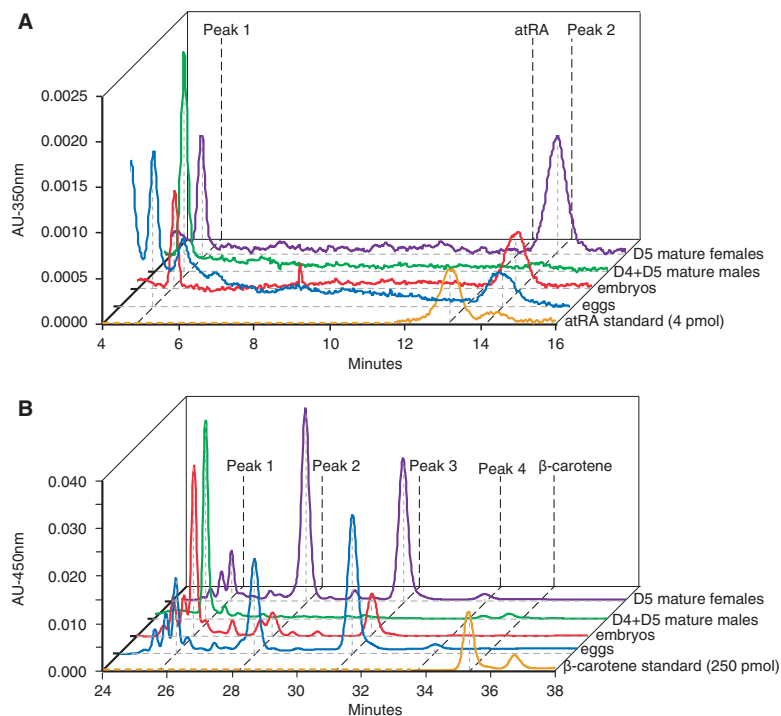 A
Peak 1
atRA
Peak 2
0.0025
0.0020
0.0015
0.0010
0.0005
0.0000
AU-350nm
D5 mature females
D4+D5 mature males
embryos
eggs
atRA standard (4 pmol)
4 6 8 10 12 14 16
Minutes
B
Peak 1
Peak 2
Peak 3
Peak 4
β-carotene
0.040
0.030
0.020
0.010
0.000
AU-450nm
D5 mature females
D4+D5 mature males
embryos
eggs
β-carotene standard (250 pmol)
24 26 28 30 32 34 36 38
Minutes